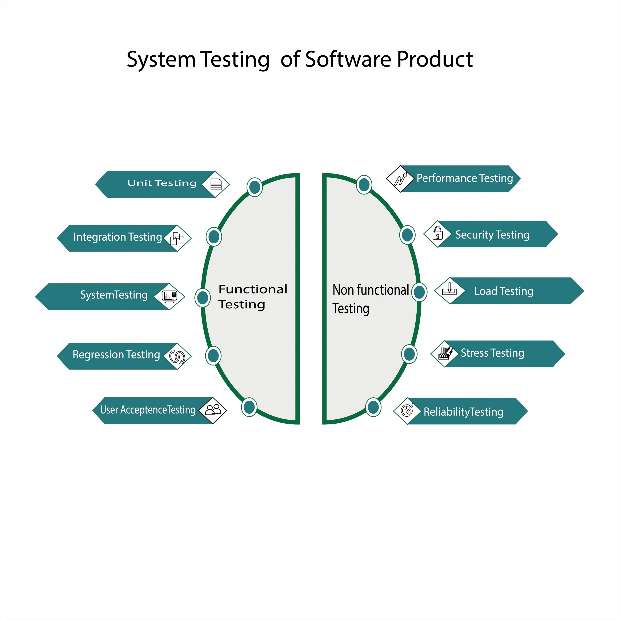 System Testing of Software Product
Unit Testing
Integration Testing
SystemTesting
Regression Testing
User AcceptenceTesting
Functional
Testing
Non functional
Testing
Performance Testing
Security Testing
Load Testing
Stress Testing
ReliabilityTesting